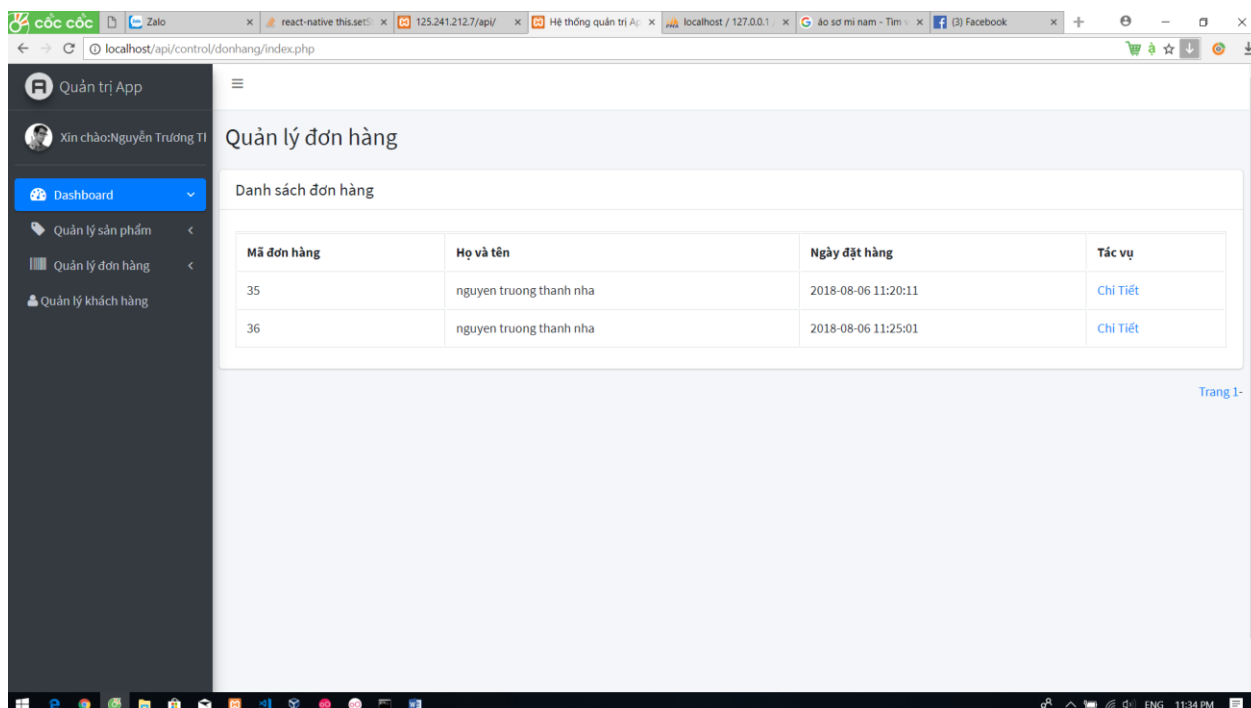 cốc cốc Zalo react-native this.setS 125.241.212.7/api/ Hệ thống quản trị Ap localhost / 127.0.0.1 / áo sơ mi nam - Tìm (3) Facebook
localhost/api/control/donhang/index.php
Quản trị App
Xin chào:Nguyễn Trương Tl
Quản lý đơn hàng
Dashboard
Quản lý sản phẩm
Quản lý đơn hàng
Quản lý khách hàng
Danh sách đơn hàng
Mã đơn hàng Họ và tên Ngày đặt hàng Tác vụ
35 nguyen truong thanh nha 2018-08-06 11:20:11 Chi Tiết
36 nguyen truong thanh nha 2018-08-06 11:25:01 Chi Tiết
Trang 1-
ENG 11:34 PM